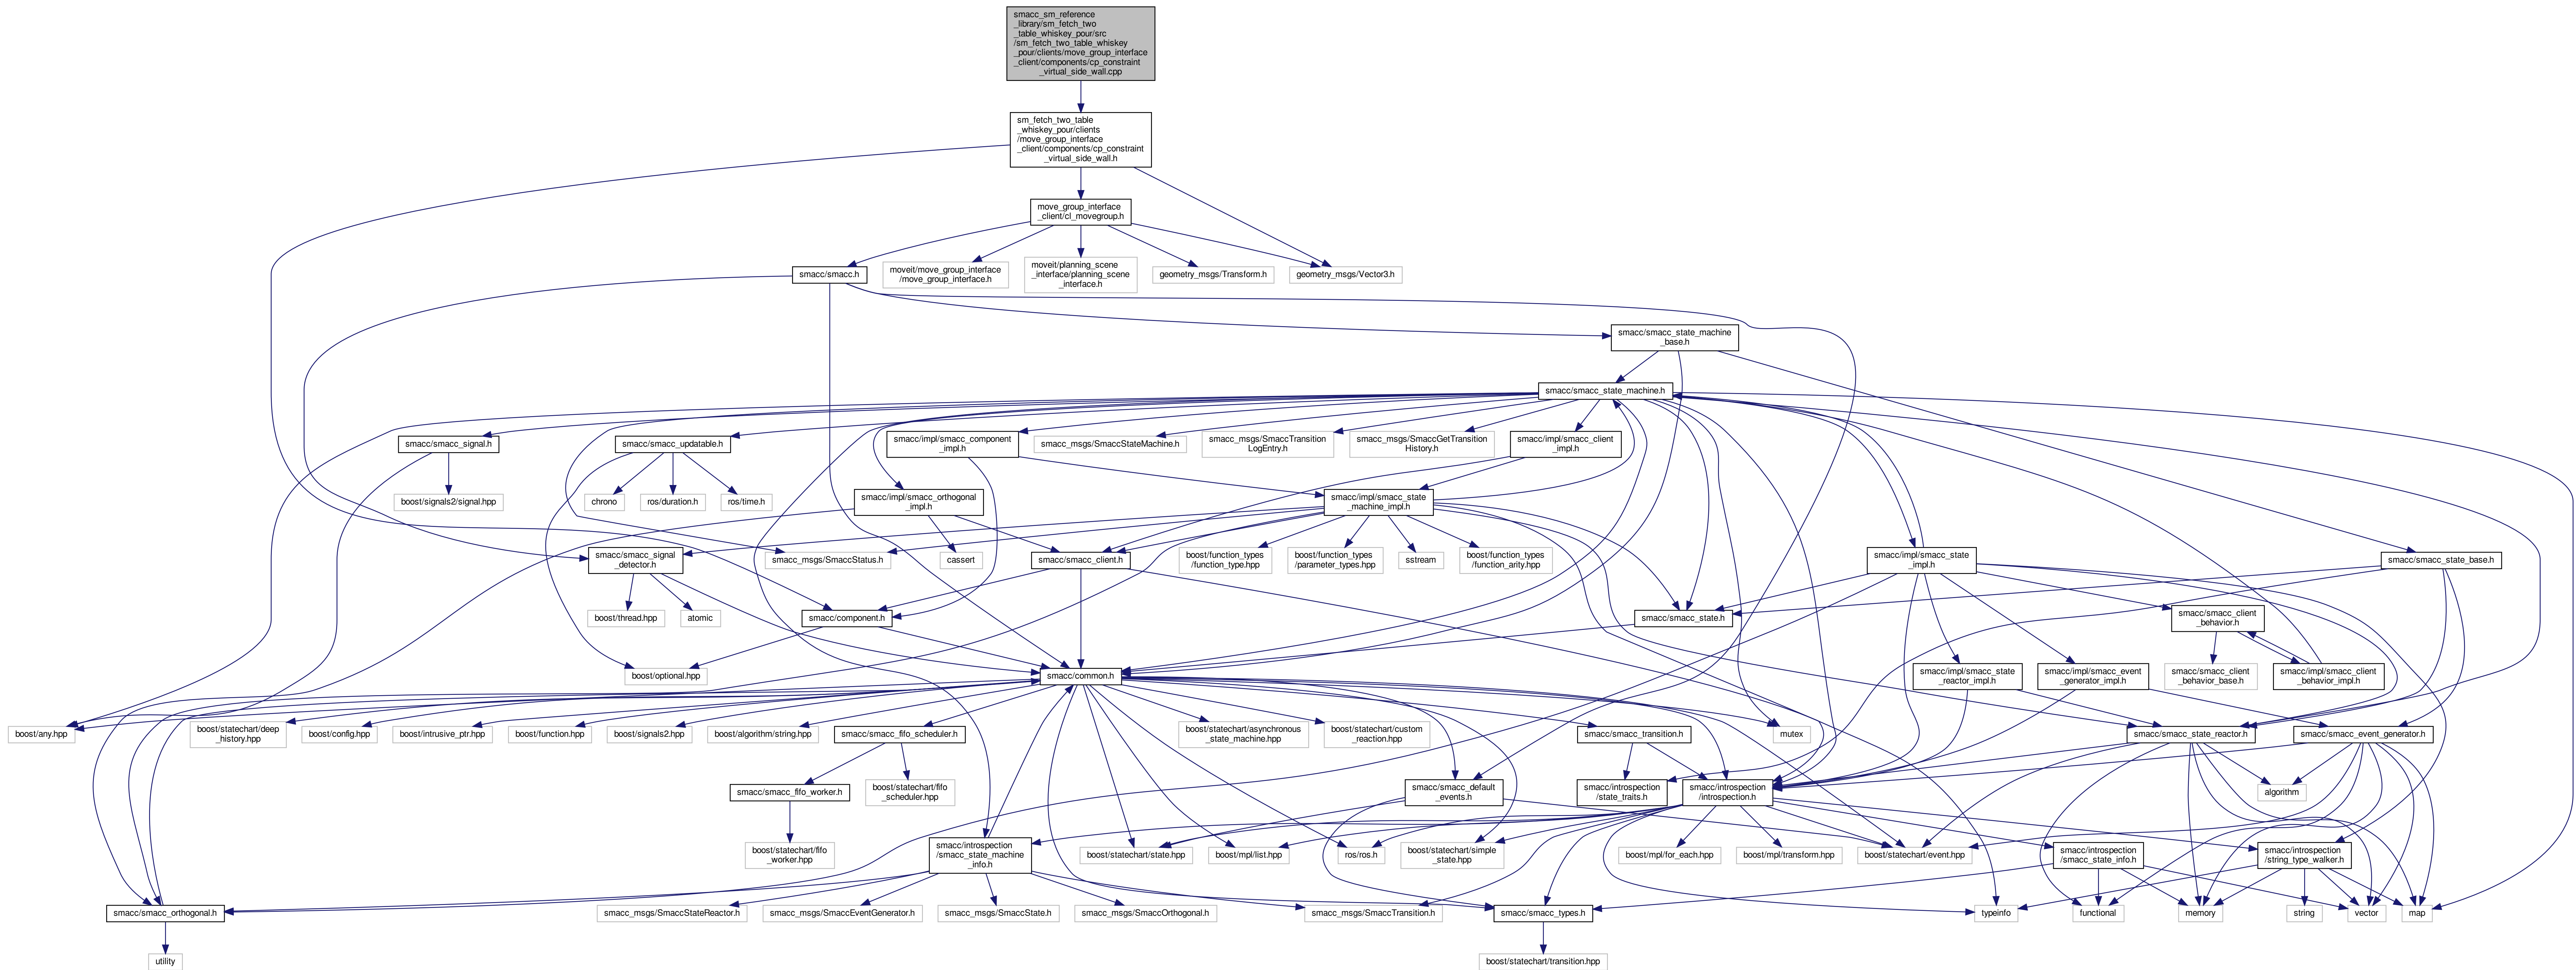 smacc_sm_reference
_library/sm_fetch_two
_table_whiskey_pour/src
/sm_fetch_two_table_whiskey
_pour/clients/move_group_interface
_client/components/cp_constraint
_virtual_side_wall.cpp
sm_fetch_two_table
_whiskey_pour/clients
/move_group_interface
_client/components/cp_constraint
_virtual_side_wall.h
move_group_interface
_client/cl_movegroup.h
smacc/smacc.h
moveit/move_group_interface
/move_group_interface.h
moveit/planning_scene
_interface/planning_scene
_interface.h
geometry_msgs/Transform.h
geometry_msgs/Vector3.h
smacc/smacc_state_machine
_base.h
smacc/smacc_state_machine.h
smacc/smacc_signal.h
smacc/smacc_updatable.h
smacc/impl/smacc_component
_impl.h
smacc_msgs/SmaccStateMachine.h
smacc_msgs/SmaccTransition
LogEntry.h
smacc_msgs/SmaccGetTransition
History.h
smacc/impl/smacc_client
_impl.h
boost/signals2/signal.hpp
chrono
ros/duration.h
ros/time.h
smacc/impl/smacc_orthogonal
_impl.h
smacc/impl/smacc_state
_machine_impl.h
smacc/smacc_signal
_detector.h
smacc_msgs/SmaccStatus.h
cassert
smacc/smacc_client.h
boost/function_types
/function_type.hpp
boost/function_types
/parameter_types.hpp
sstream
boost/function_types
/function_arity.hpp
smacc/impl/smacc_state
_impl.h
smacc/smacc_state_base.h
boost/thread.hpp
atomic
smacc/component.h
smacc/smacc_state.h
smacc/smacc_client
_behavior.h
boost/optional.hpp
smacc/common.h
smacc/impl/smacc_state
_reactor_impl.h
smacc/impl/smacc_event
_generator_impl.h
smacc/smacc_client
_behavior_base.h
smacc/impl/smacc_client
_behavior_impl.h
boost/any.hpp
boost/statechart/deep
_history.hpp
boost/config.hpp
boost/intrusive_ptr.hpp
boost/function.hpp
boost/signals2.hpp
boost/algorithm/string.hpp
smacc/smacc_fifo_scheduler.h
boost/statechart/asynchronous
_state_machine.hpp
boost/statechart/custom
_reaction.hpp
smacc/smacc_transition.h
mutex
smacc/smacc_state_reactor.h
smacc/smacc_event_generator.h
smacc/smacc_fifo_worker.h
boost/statechart/fifo
_scheduler.hpp
smacc/smacc_default
_events.h
smacc/introspection
/state_traits.h
smacc/introspection
/introspection.h
algorithm
boost/statechart/fifo
_worker.hpp
smacc/introspection
/smacc_state_machine
_info.h
boost/statechart/state.hpp
boost/mpl/list.hpp
ros/ros.h
boost/statechart/simple
_state.hpp
boost/mpl/for_each.hpp
boost/mpl/transform.hpp
boost/statechart/event.hpp
smacc/introspection
/smacc_state_info.h
smacc/introspection
/string_type_walker.h
smacc/smacc_orthogonal.h
smacc_msgs/SmaccStateReactor.h
smacc_msgs/SmaccEventGenerator.h
smacc_msgs/SmaccState.h
smacc_msgs/SmaccOrthogonal.h
smacc_msgs/SmaccTransition.h
smacc/smacc_types.h
typeinfo
functional
memory
string
vector
map
utility
boost/statechart/transition.hpp